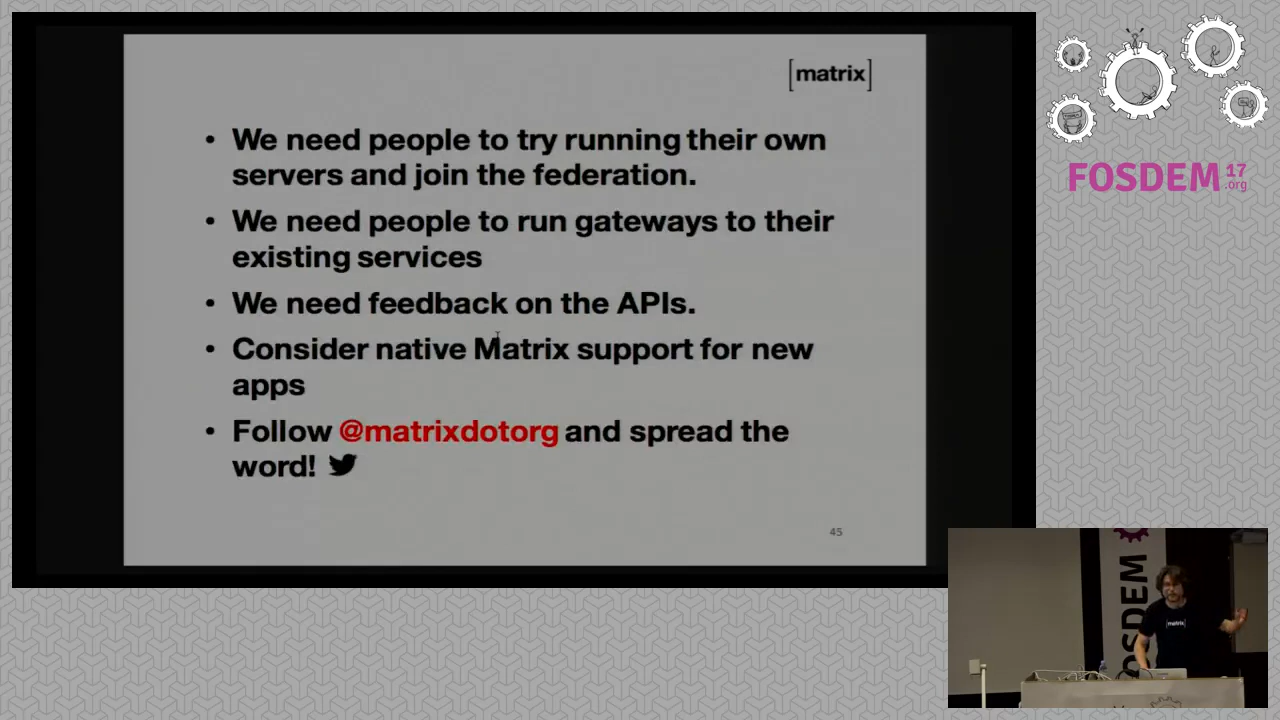 [matrix]
• We need people to try running their own
servers and join the federation.
• We need people to run gateways to their
existing services
• We need feedback on the APIs.
• Consider native Matrix support for new
apps
• Follow @matrixdotorg and spread the
word!
45
FOSDEM 17
.org
FOSDEM
[matrix]